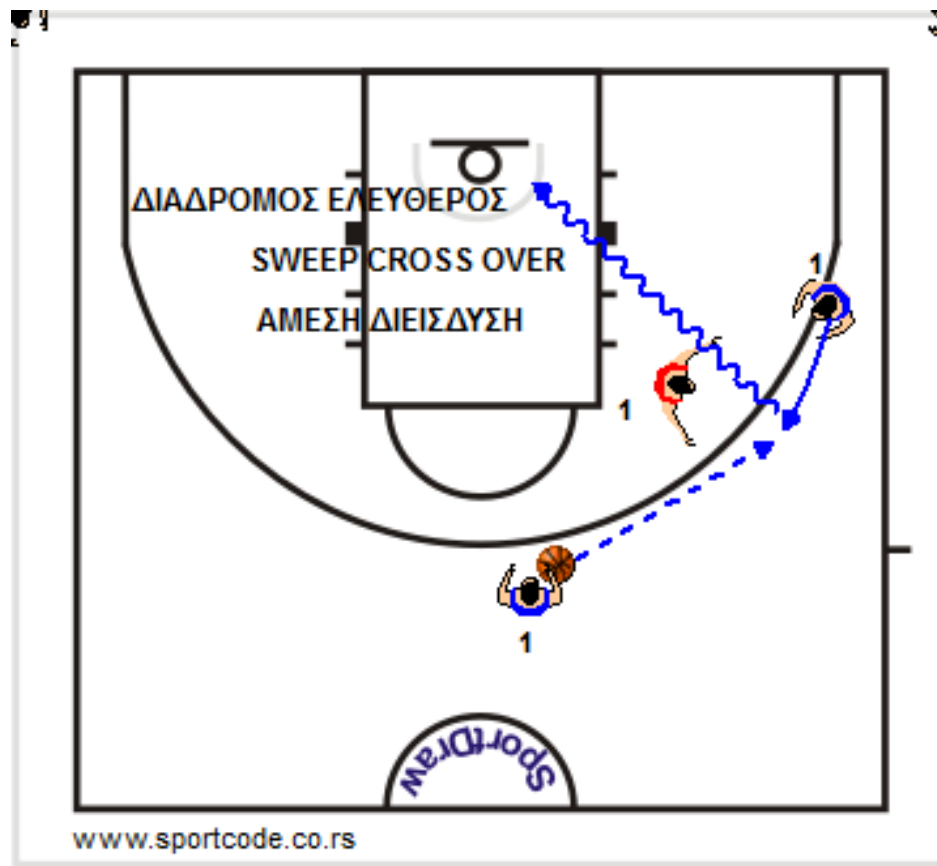 ΔΙΑΔΡΟΜΟΣ ΕΛΕΥΘΕΡΟΣ
SWEEP CROSS OVER
1
ΑΜΕΣΗ ΔΙΕΙΣΔΥΣΗ
1
1
SportDraw
www.sportcode.co.rs